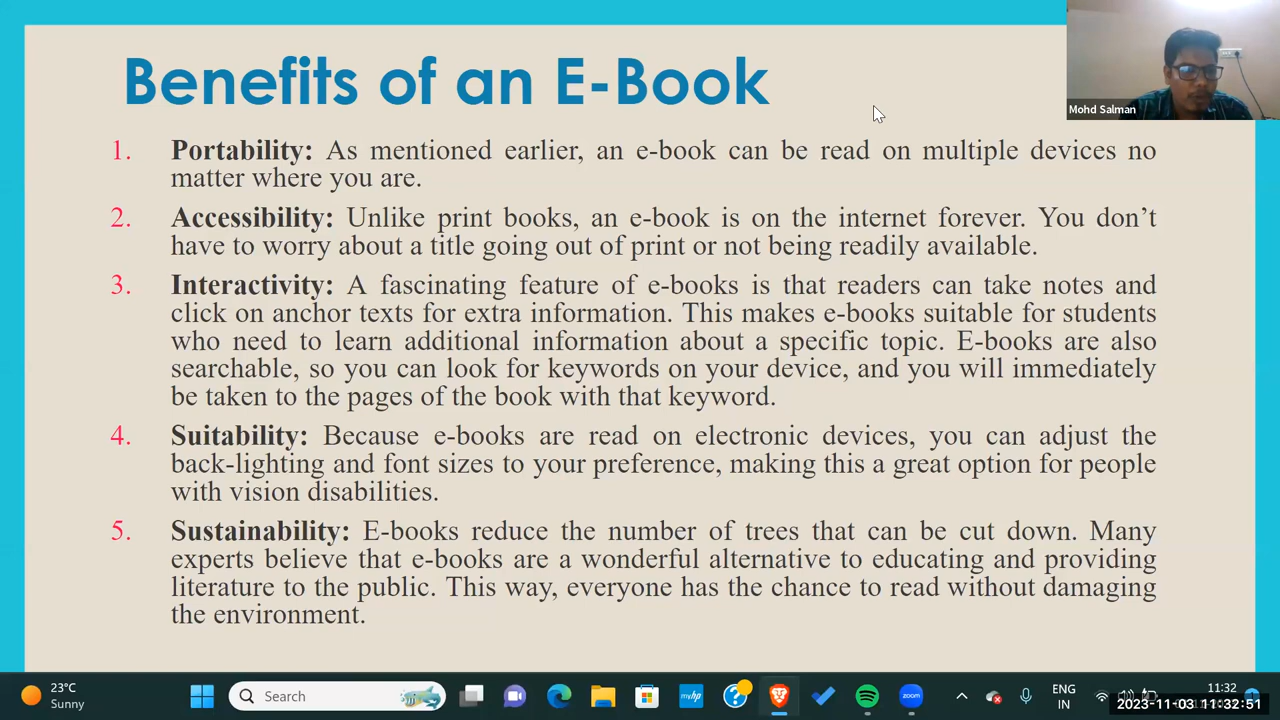 Benefits of an E-Book
Mohd Salman
1. Portability: As mentioned earlier, an e-book can be read on multiple devices no
matter where you are.
2. Accessibility: Unlike print books, an e-book is on the internet forever. You don’t
have to worry about a title going out of print or not being readily available.
3. Interactivity: A fascinating feature of e-books is that readers can take notes and
click on anchor texts for extra information. This makes e-books suitable for students
who need to learn additional information about a specific topic. E-books are also
searchable, so you can look for keywords on your device, and you will immediately
be taken to the pages of the book with that keyword.
4. Suitability: Because e-books are read on electronic devices, you can adjust the
back-lighting and font sizes to your preference, making this a great option for people
with vision disabilities.
5. Sustainability: E-books reduce the number of trees that can be cut down. Many
experts believe that e-books are a wonderful alternative to educating and providing
literature to the public. This way, everyone has the chance to read without damaging
the environment.
23°C
Sunny
Search
myhp
zoom
ENG
IN
11:32
2023-11-03 11:32:51